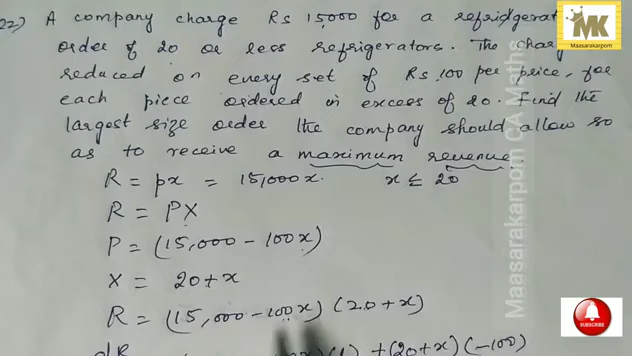 22) A company charge Rs 15,000 for a refridgerat
order of 20 or less refrigerators. The charg
reduced on every set of Rs.100 per peice, for
each piece ordered in excess of 20. Find the
largest size order the company should allow so
as to receive a maximum revenue.
R = px = 15,000x. x ≤ 20
R = PX
P = (15,000 - 100x)
X = 20+x
R = (15,000 - 100x) (20+x)
dR (1) + (20+x) (-100)
MK
Maasarakarpom
Maasarakarpom CA Maths
SUBSCRIBE